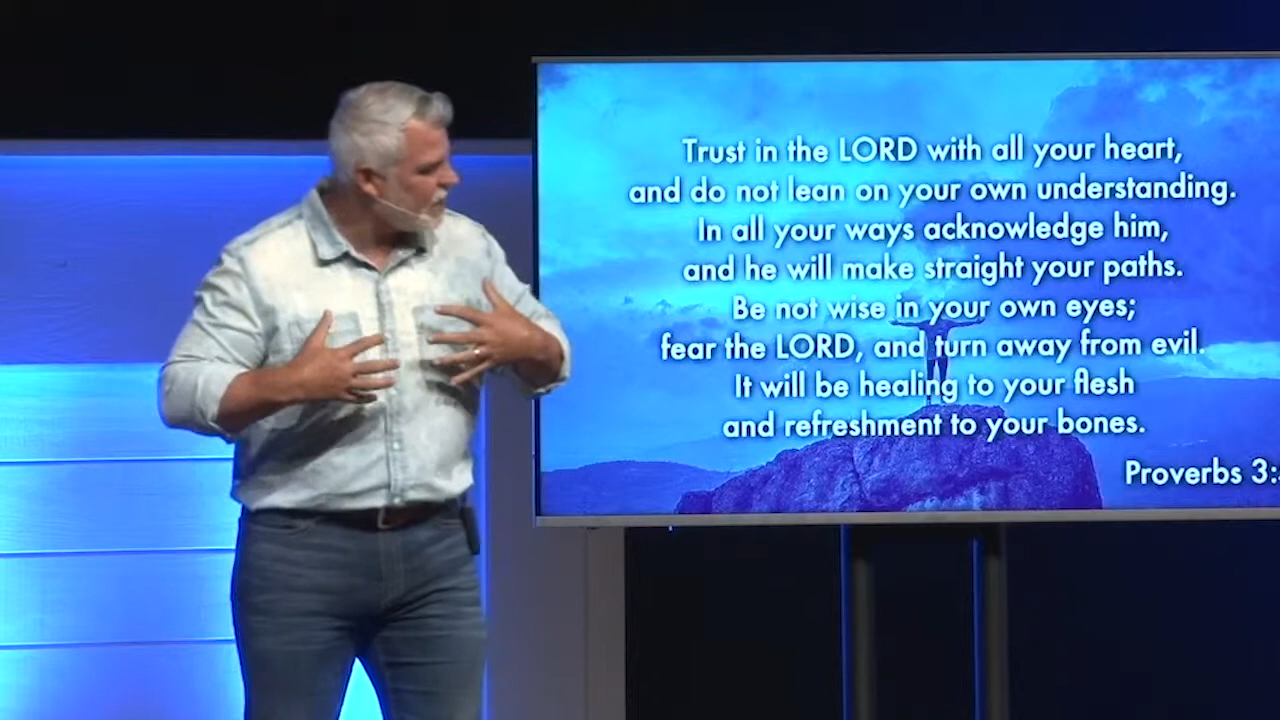 Trust in the LORD with all your heart,
and do not lean on your own understanding.
In all your ways acknowledge him,
and he will make straight your paths.
Be not wise in your own eyes;
fear the LORD, and turn away from evil.
It will be healing to your flesh
and refreshment to your bones.
Proverbs 3: